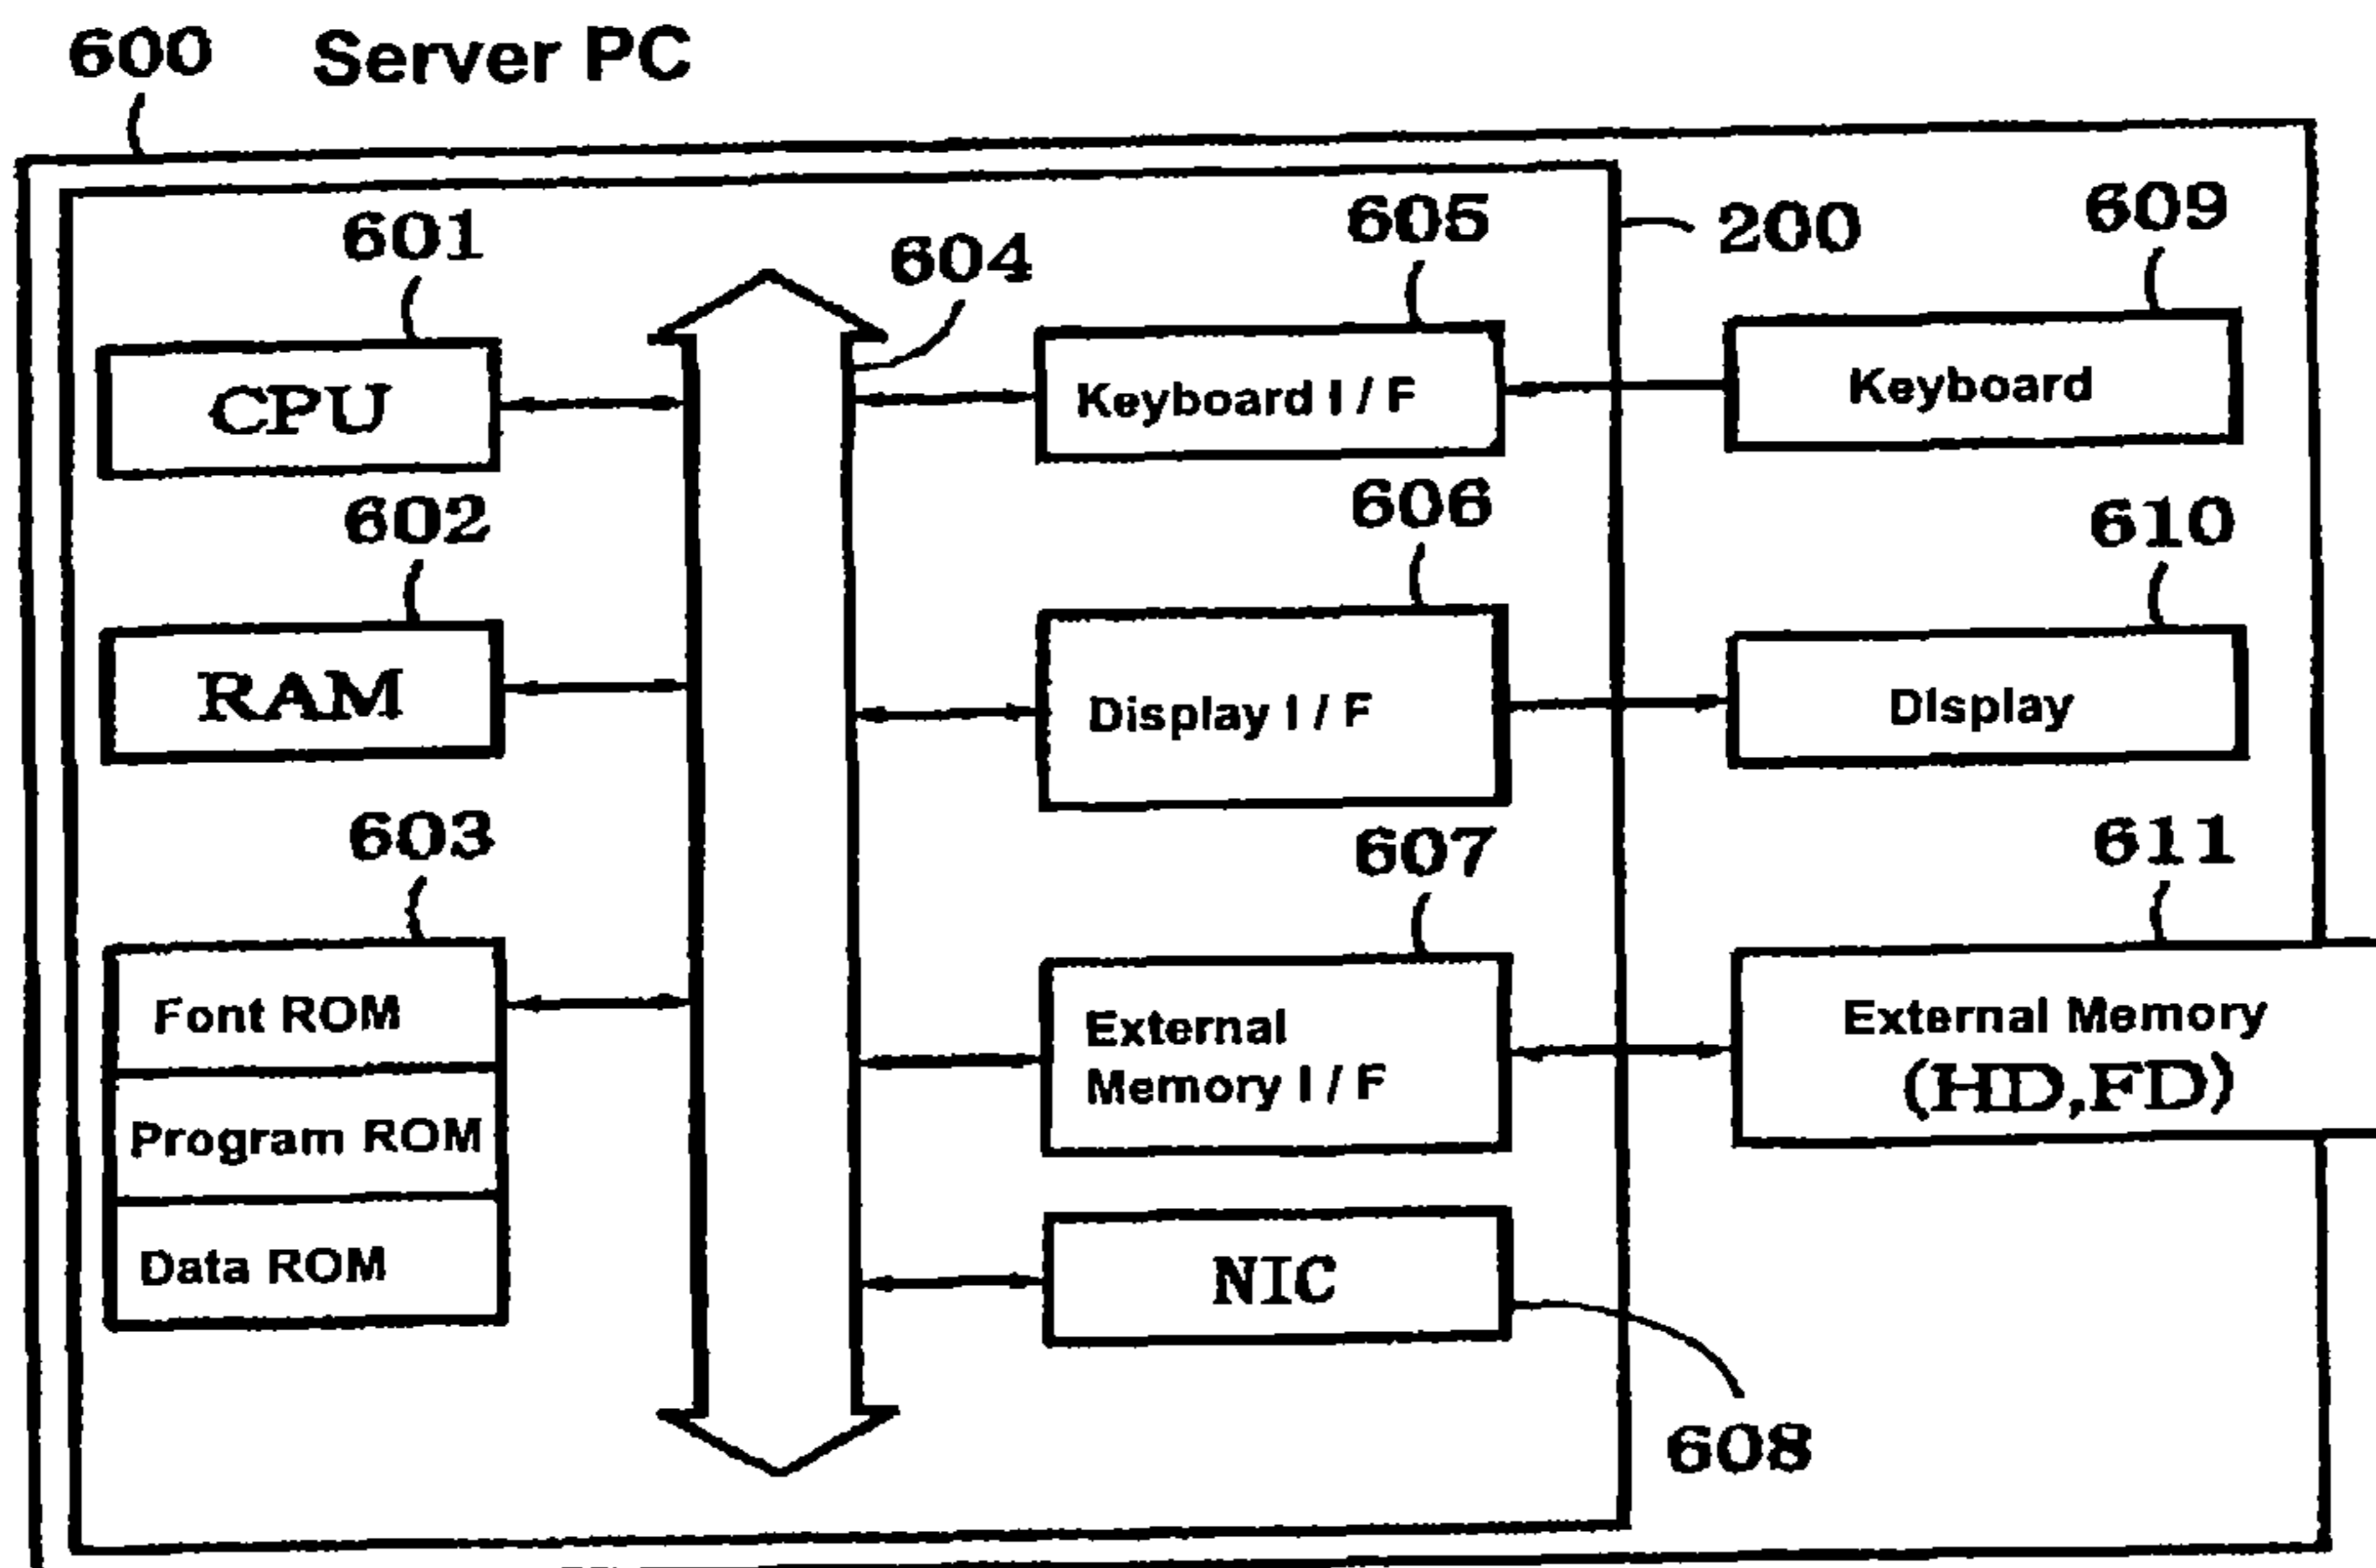 600 Server PC
601
604
605
200
609
CPU
Keyboard I / F
Keyboard
602
606
610
RAM
Display I / F
DIsplay
603
607
611
Font ROM
External
Memory I / F
External Memory
(HD,FD)
Program ROM
Data ROM
NIC
608